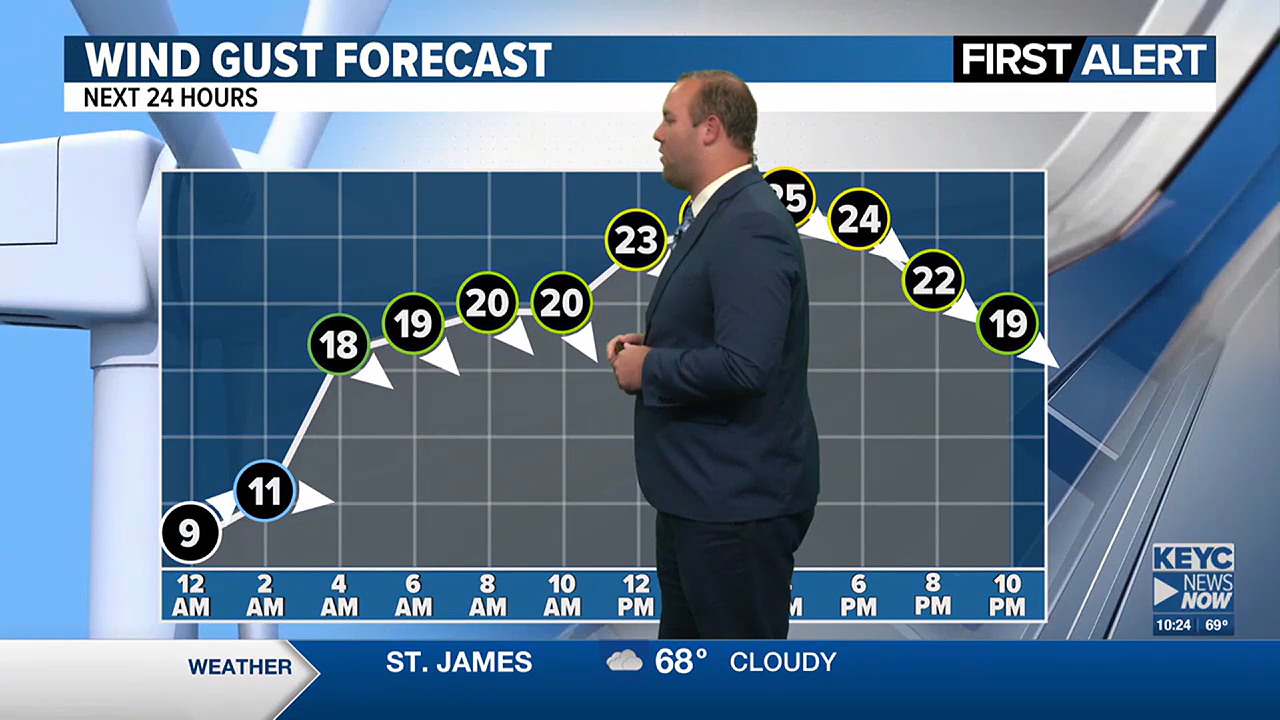 WIND GUST FORECAST
FIRST ALERT
NEXT 24 HOURS
25
24
23
22
20
20
19
19
18
11
9
12 AM
2 AM
4 AM
6 AM
8 AM
10 AM
12 PM
6 PM
8 PM
10 PM
KEYC
NEWS
NOW
10:24 69°
WEATHER
ST. JAMES 68° CLOUDY